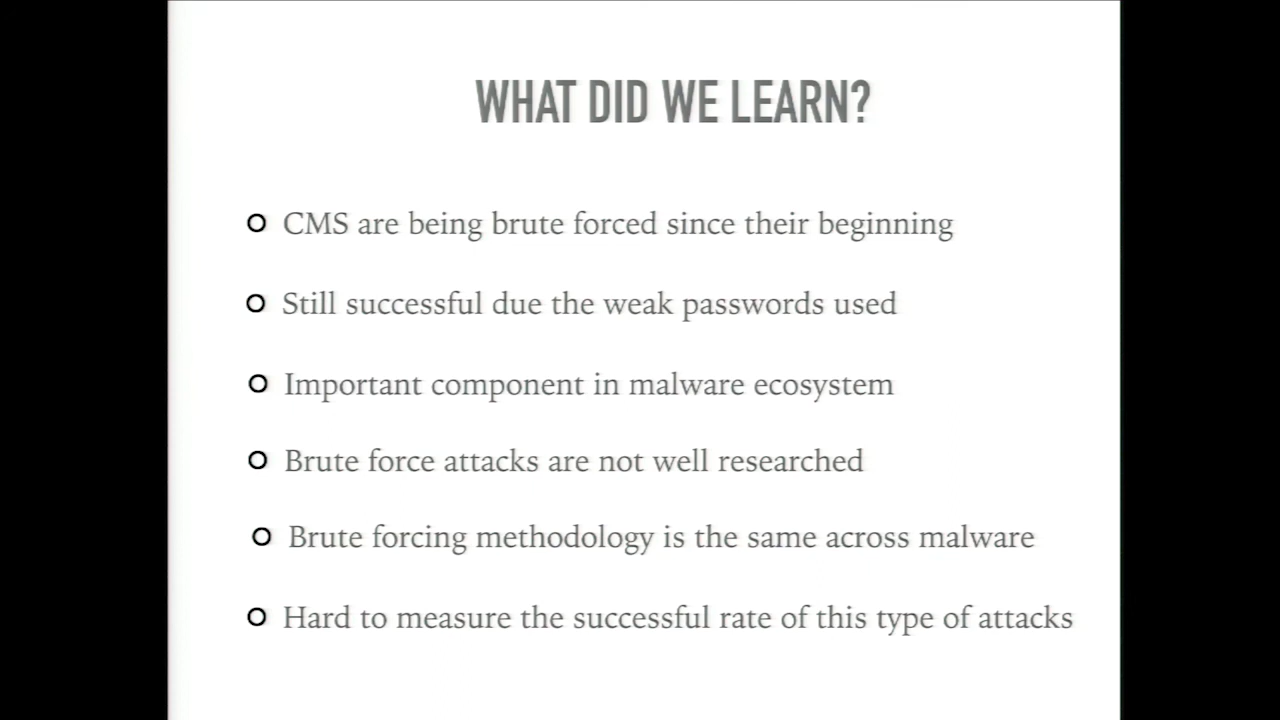 WHAT DID WE LEARN?
CMS are being brute forced since their beginning
Still successful due the weak passwords used
Important component in malware ecosystem
Brute force attacks are not well researched
Brute forcing methodology is the same across malware
Hard to measure the successful rate of this type of attacks